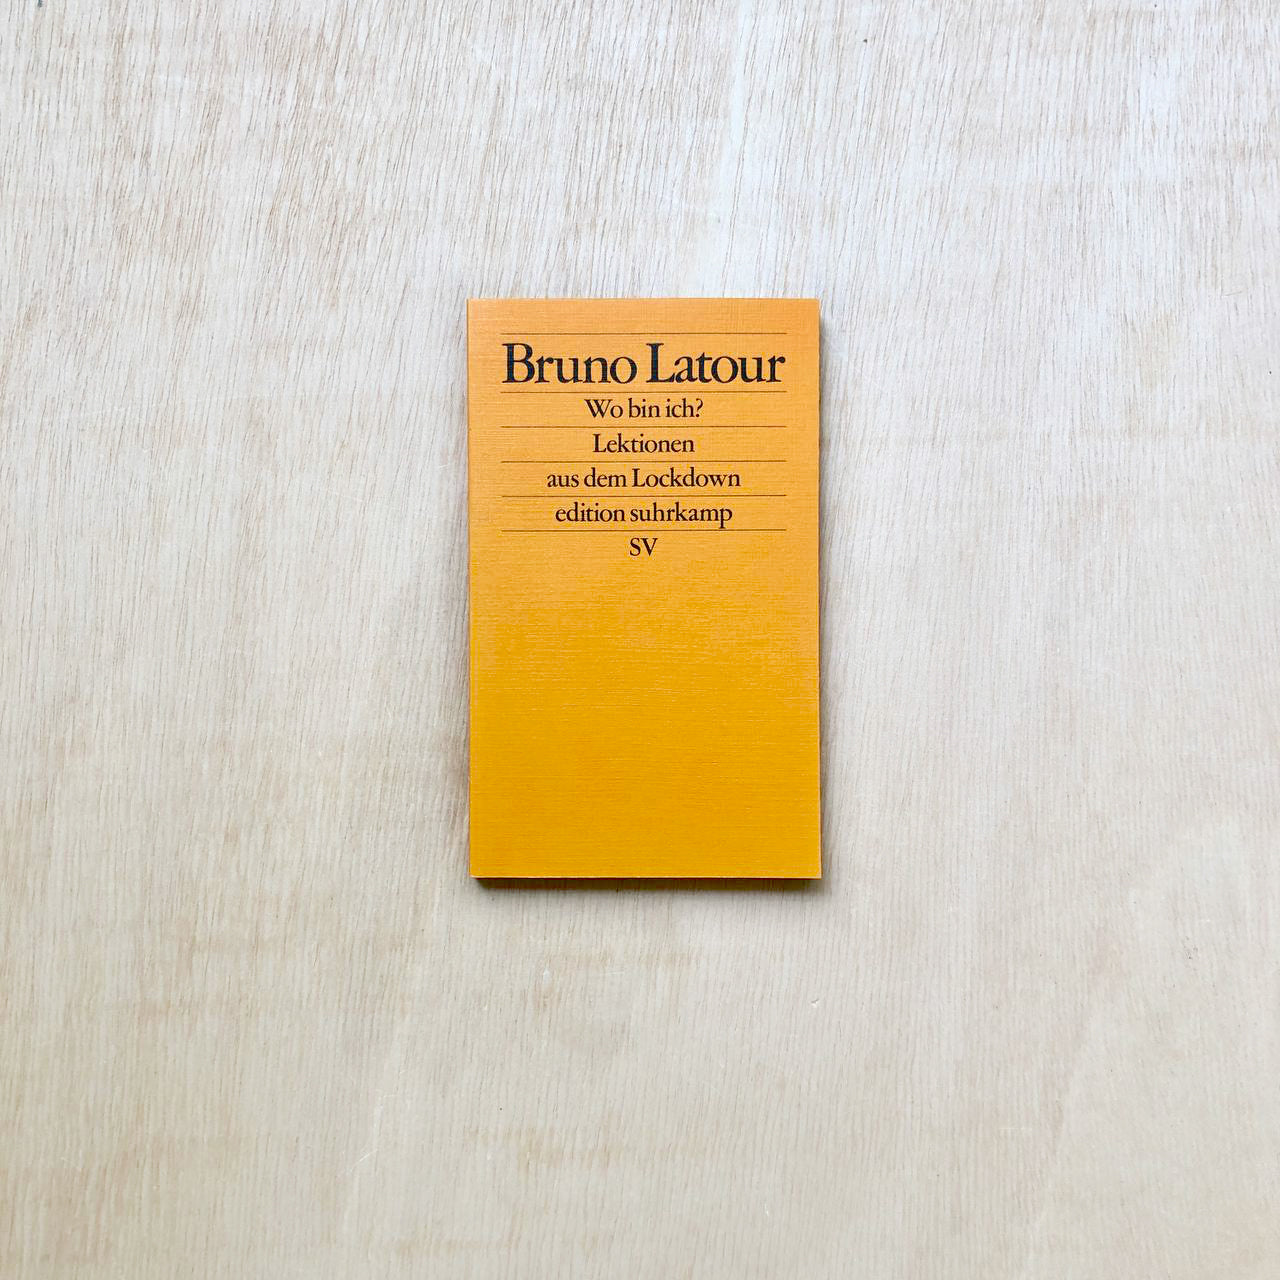 Bruno Latour
Wo bin ich?
Lektionen
aus dem Lockdown
edition suhrkamp
SV